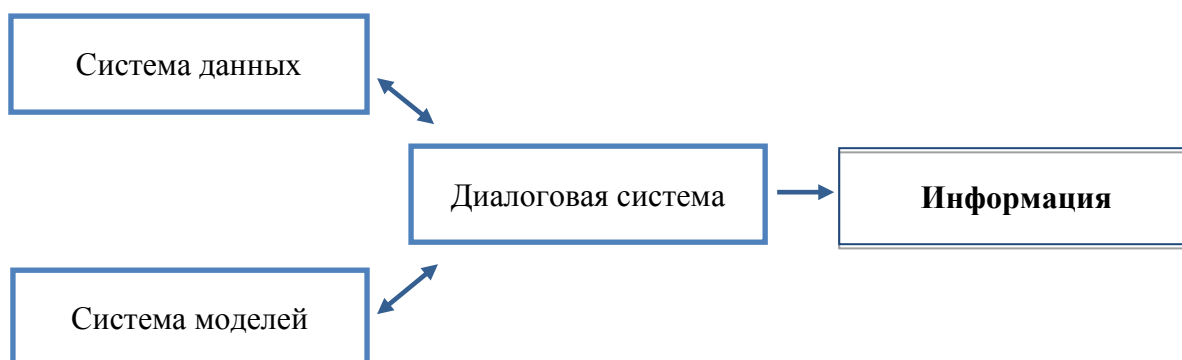 Система данных
Диалоговая система
Информация
Система моделей